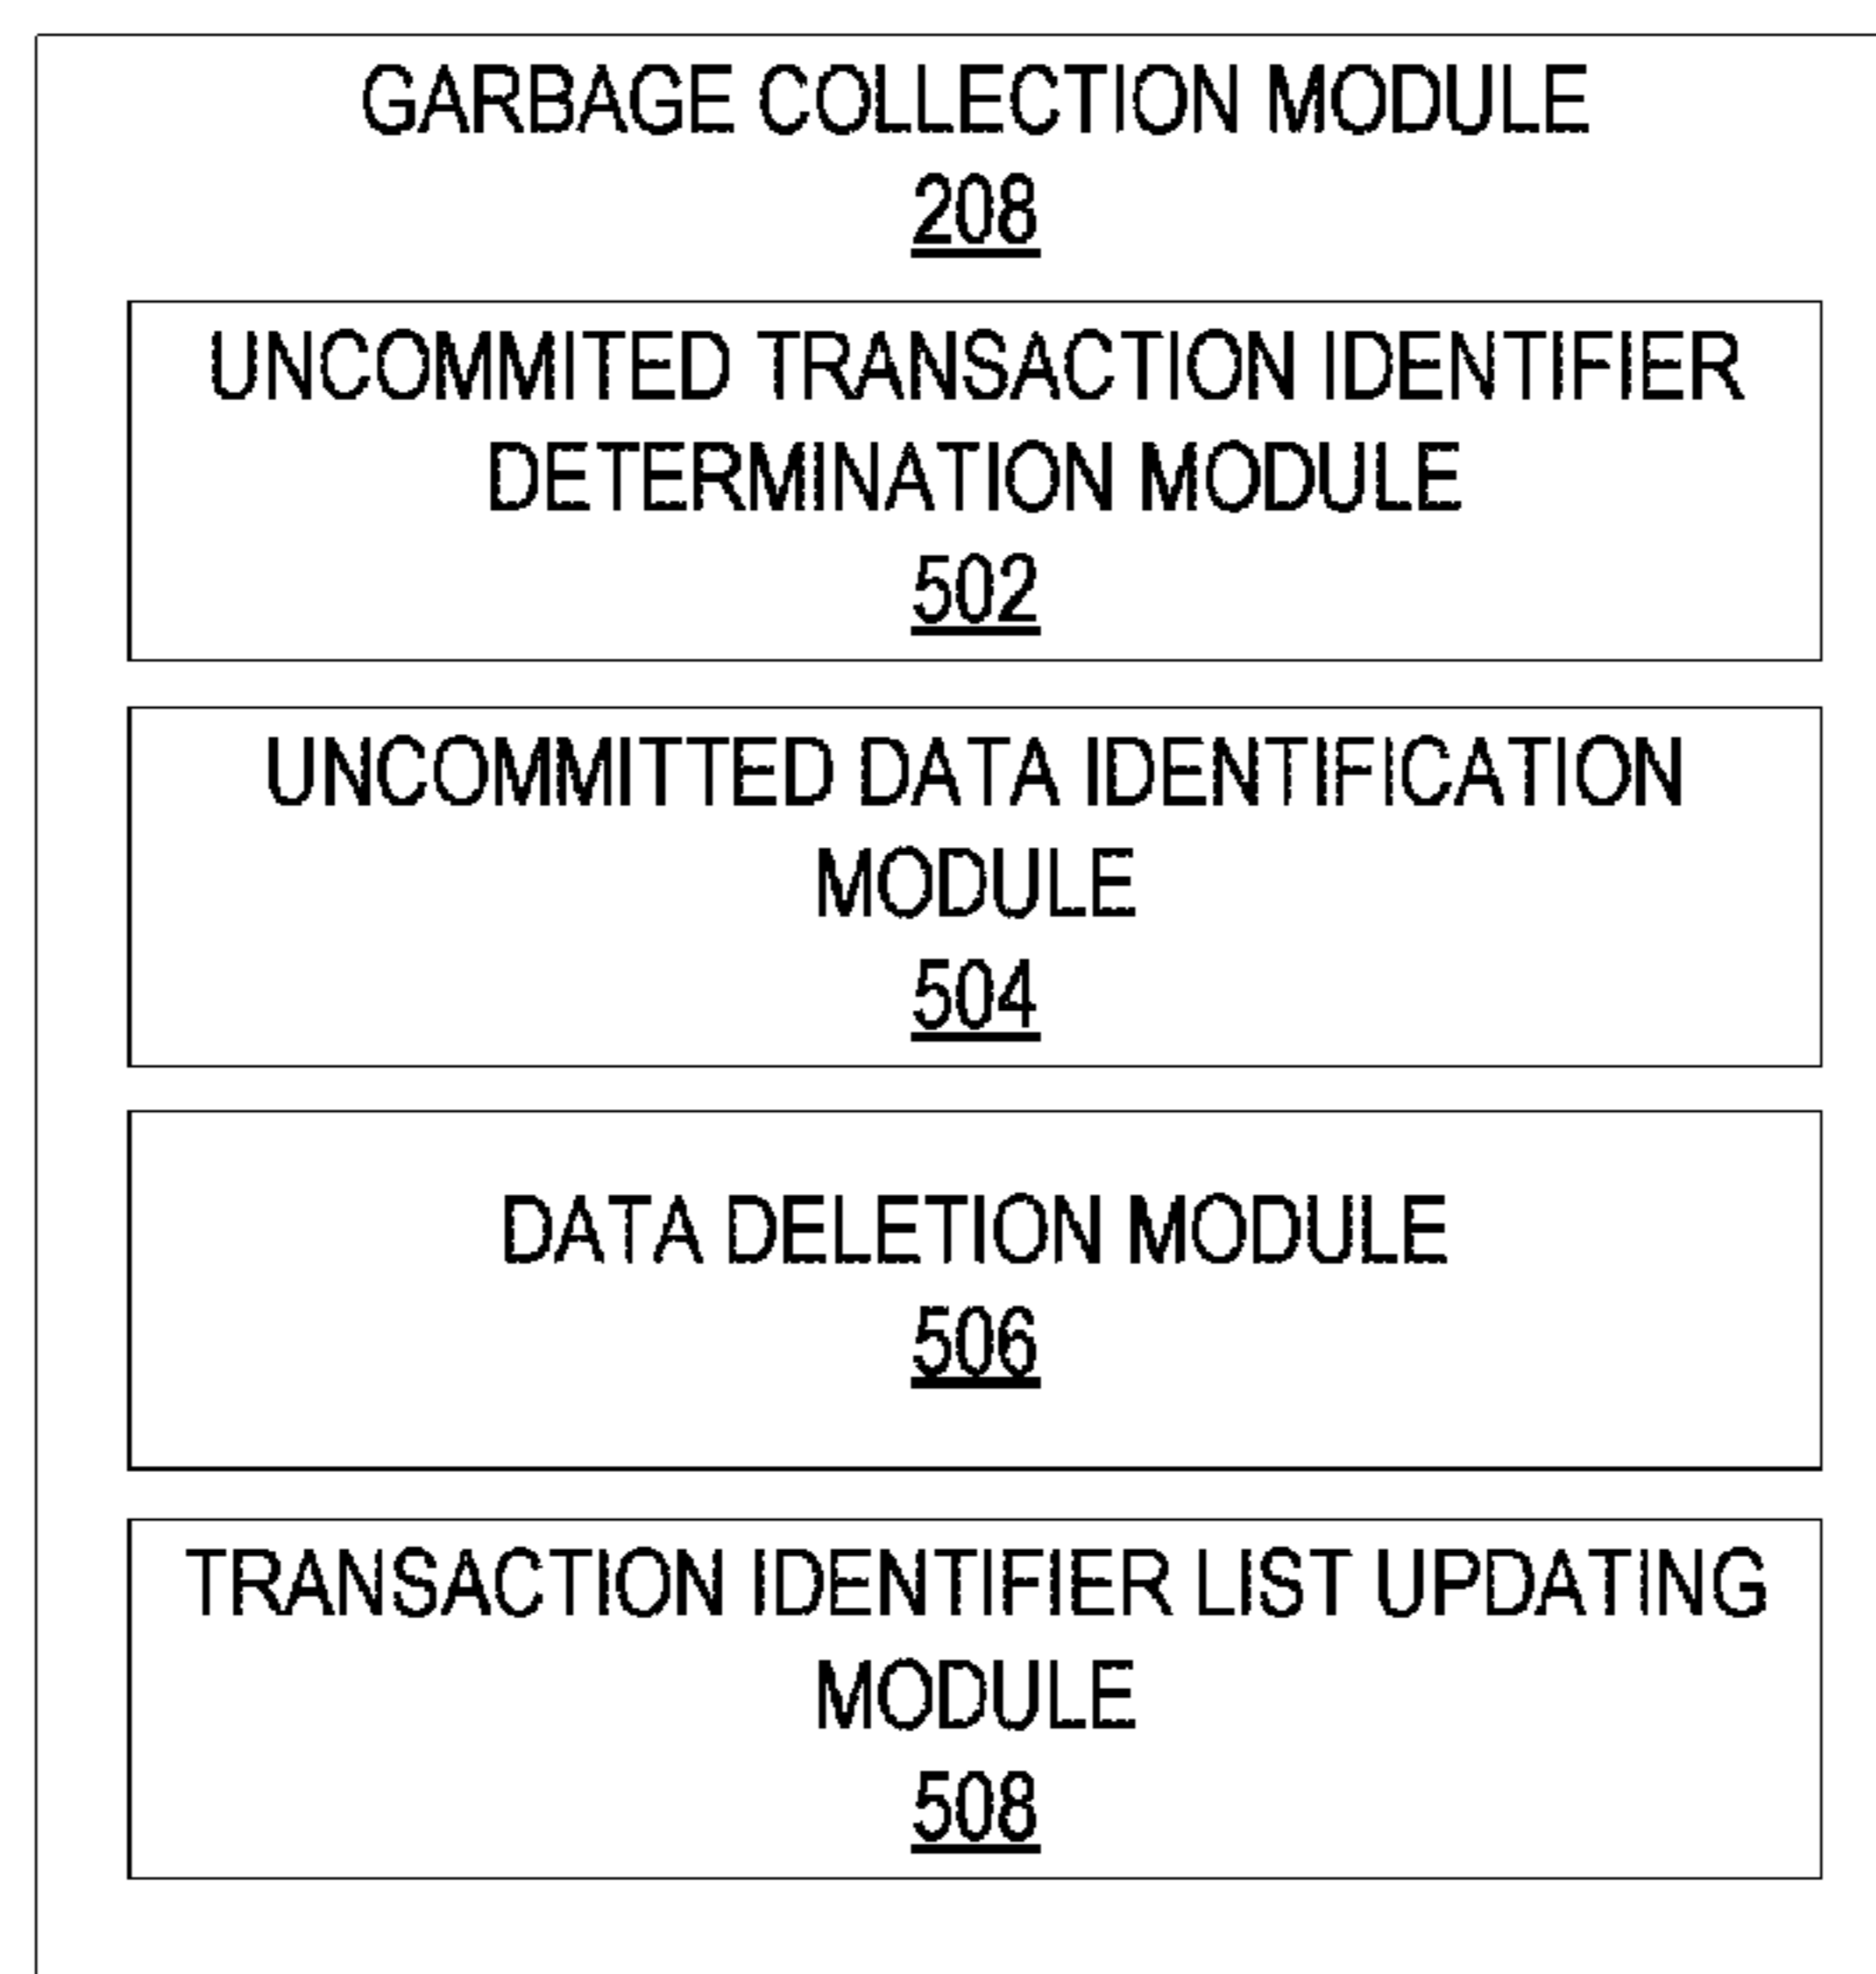 GARBAGE COLLECTION MODULE
208
UNCOMMITED TRANSACTION IDENTIFIER
DETERMINATION MODULE
502
UNCOMMITTED DATA IDENTIFICATION
MODULE
504
DATA DELETION MODULE
506
TRANSACTION IDENTIFIER LIST UPDATING
MODULE
508